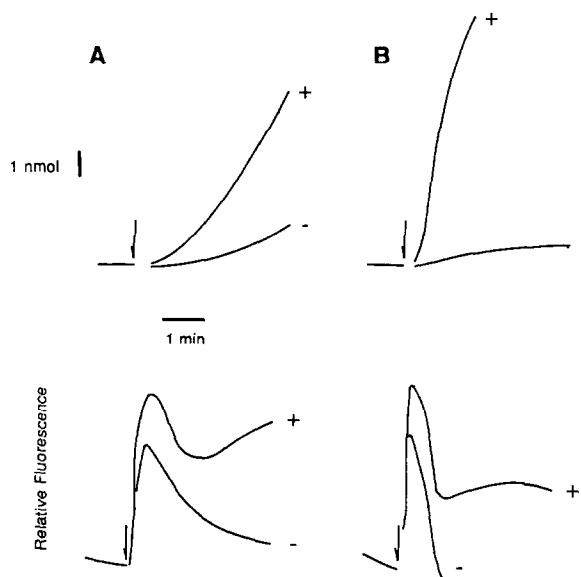 A
B
+
+
1 nmol
-
1 min
Relative Fluorescence
+
-
+
-